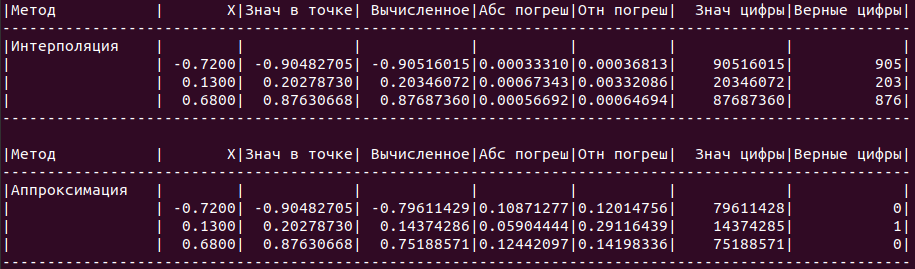 |Метод            |       X|Знач в точке| Вычисленное|Абс погреш|Отн погреш|  Знач цифры|Верные цифры|
|Интерполяция     |        |            |            |          |          |            |            |
|                 | -0.7200| -0.90482705| -0.90516015|0.00033310|0.00036813|    90516015|         905|
|                 |  0.1300|  0.20278730|  0.20346072|0.00067343|0.00332086|    20346072|         203|
|                 |  0.6800|  0.87630668|  0.87687360|0.00056692|0.00064694|    87687360|         876|
|Метод            |       X|Знач в точке| Вычисленное|Абс погреш|Отн погреш|  Знач цифры|Верные цифры|
|Аппроксимация    |        |            |            |          |          |            |            |
|                 | -0.7200| -0.90482705| -0.79611429|0.10871277|0.12014756|    79611428|           0|
|                 |  0.1300|  0.20278730|  0.14374286|0.05904444|0.29116439|    14374285|           1|
|                 |  0.6800|  0.87630668|  0.75188571|0.12442097|0.14198336|    75188571|           0|